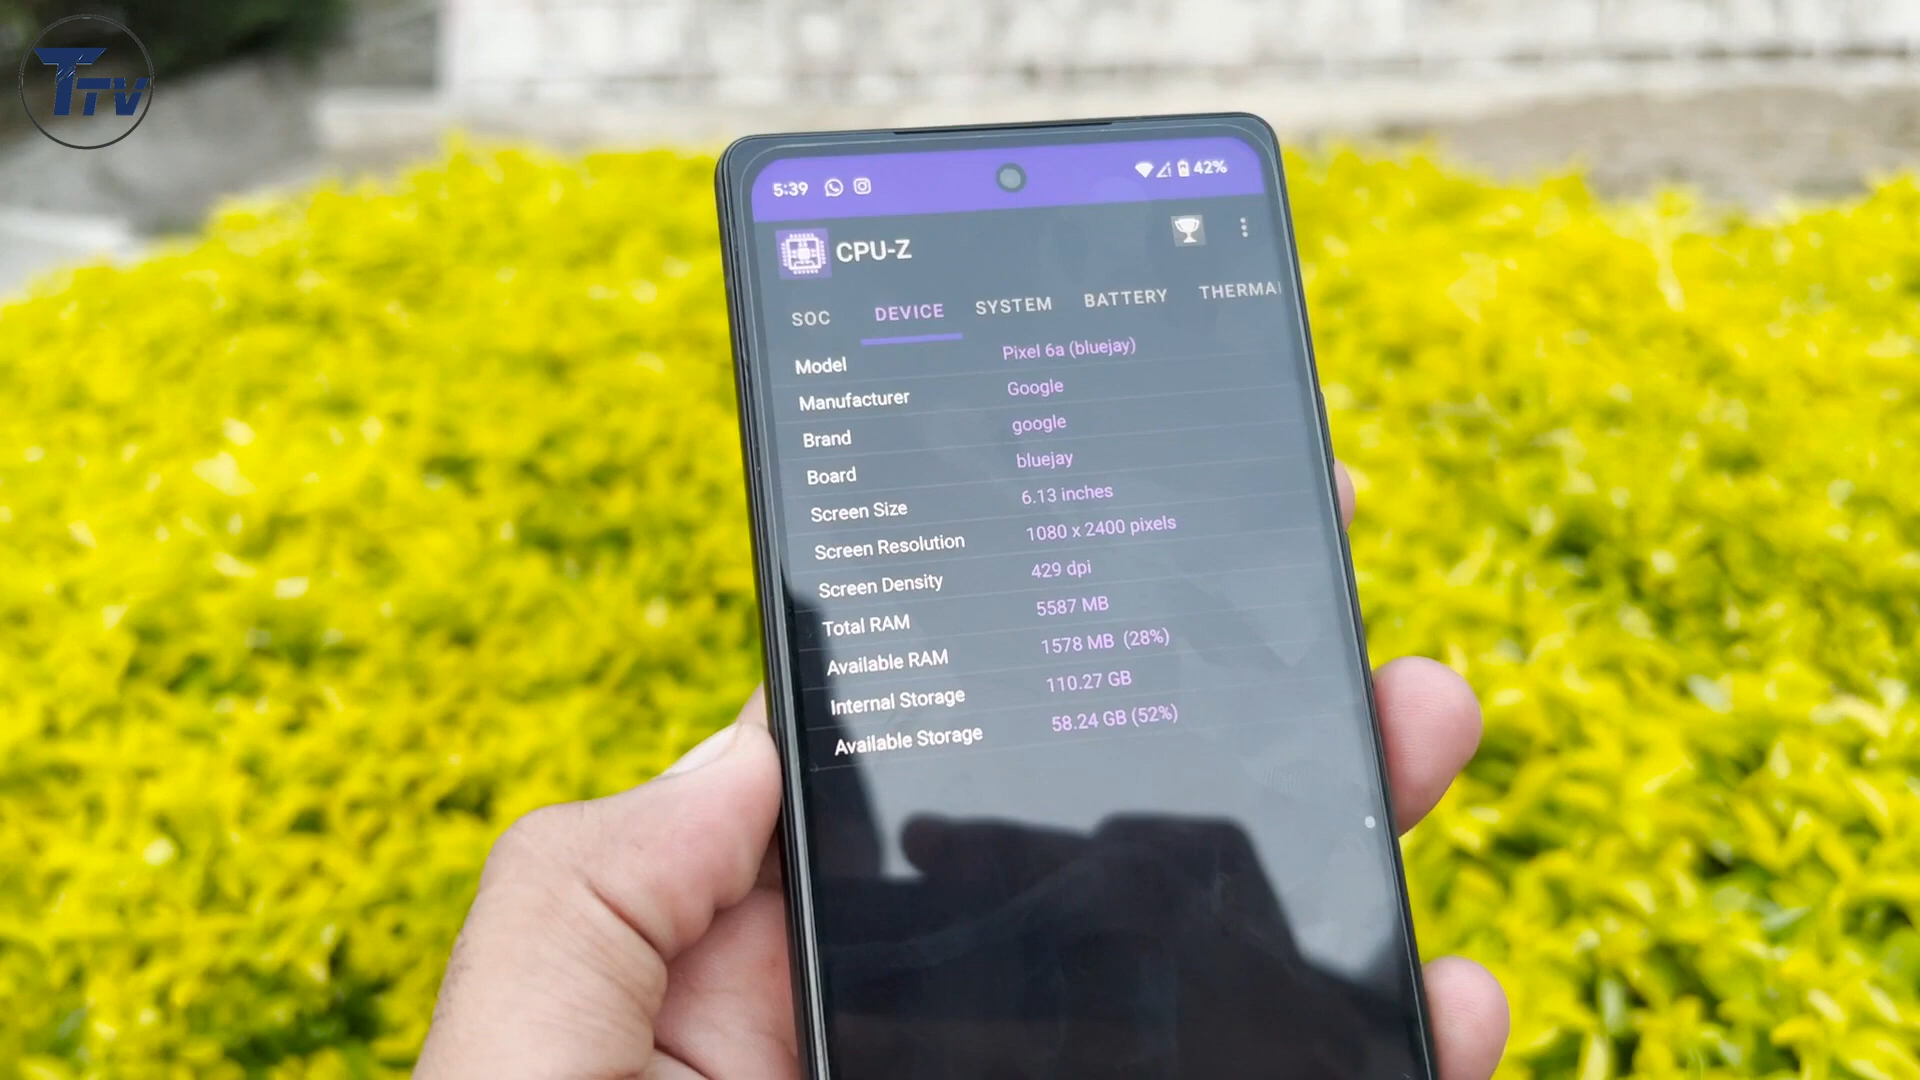 TTV
5:39 42%
CPU-Z
SOC DEVICE SYSTEM BATTERY THERMAL
Model Pixel 6a (bluejay)
Manufacturer Google
Brand google
Board bluejay
Screen Size 6.13 inches
Screen Resolution 1080 x 2400 pixels
Screen Density 429 dpi
Total RAM 5587 MB
Available RAM 1578 MB (28%)
Internal Storage 110.27 GB
Available Storage 58.24 GB (52%)